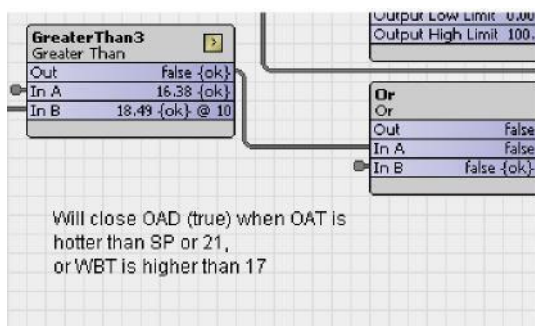 GreaterThan3
Greater Than
Out false {ok}
In A 16.38 {ok}
In B 18.49 {ok} @ 10
Output Low Limit 0.00
Output High Limit 100.
Or
Or
Out false
In A false
In B false {ok}
Will close OAD (true) when OAT is
hotter than SP or 21,
or WBT is higher than 17